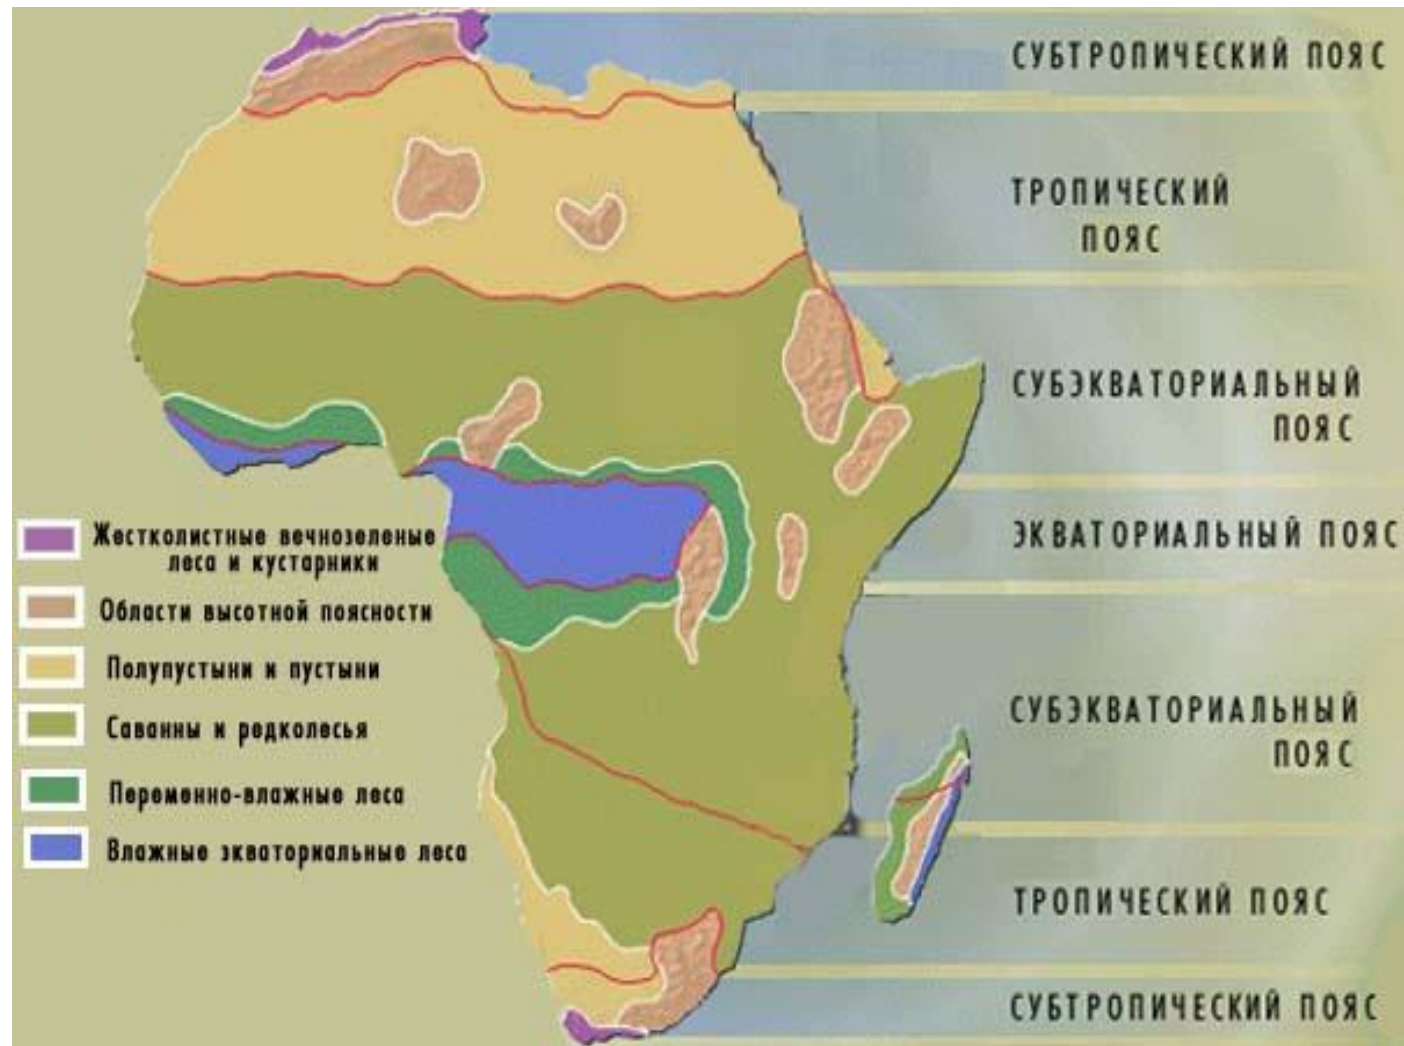 СУБТРОПИЧЕСКИЙ ПОЯС
ТРОПИЧЕСКИЙ
ПОЯС
СУБЭКВАТОРИАЛЬНЫЙ
ПОЯС
ЭКВАТОРИАЛЬНЫЙ ПОЯС
СУБЭКВАТОРИАЛЬНЫЙ
ПОЯС
ТРОПИЧЕСКИЙ ПОЯС
СУБТРОПИЧЕСКИЙ ПОЯС
Жестколистные вечнозеленые
леса и кустарники
Области высотной поясности
Полупустыни и пустыни
Саванны и редколесья
Переменно-влажные леса
Влажные экваториальные леса